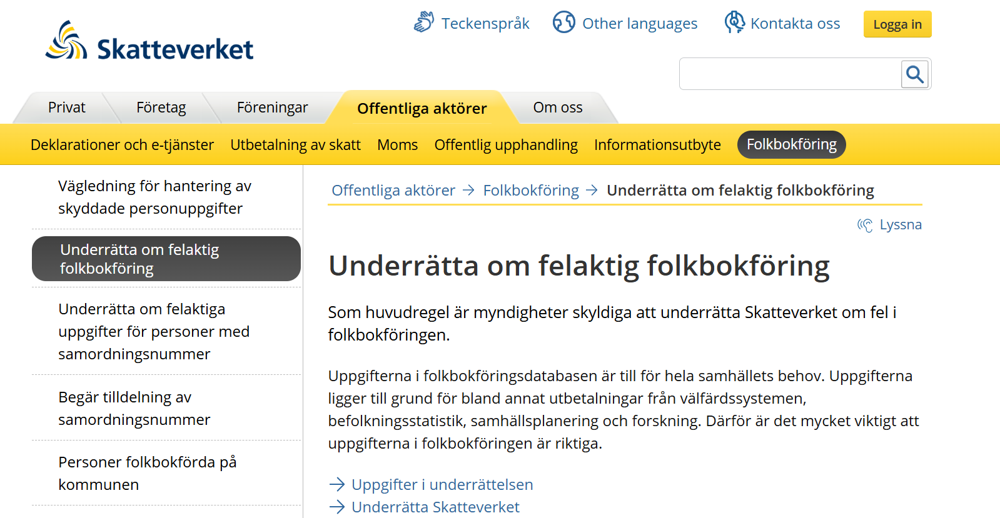 Teckenspråk
Other languages
Kontakta oss
Logga in
Skatteverket
Privat
Företag
Föreningar
Offentliga aktörer
Om oss
Deklarationer och e-tjänster
Utbetalning av skatt
Moms
Offentlig upphandling
Informationsutbyte
Folkbokföring
Vägledning för hantering av
skyddade personuppgifter
Underrätta om felaktig
folkbokföring
Underrätta om felaktiga
uppgifter för personer med
samordningsnummer
Begär tilldelning av
samordningsnummer
Personer folkbokförda på
kommunen
Offentliga aktörer → Folkbokföring → Underrätta om felaktig folkbokföring
Lyssna
Underrätta om felaktig folkbokföring
Som huvudregel är myndigheter skyldiga att underrätta Skatteverket om fel i
folkbokföringen.
Uppgifterna i folkbokföringsdatabasen är till för hela samhällets behov. Uppgifterna
ligger till grund för bland annat utbetalningar från välfärdssystemen,
befolkningsstatistik, samhällsplanering och forskning. Därför är det mycket viktigt att
uppgifterna i folkbokföringen är riktiga.
→ Uppgifter i underrättelsen
→ Underrätta Skatteverket